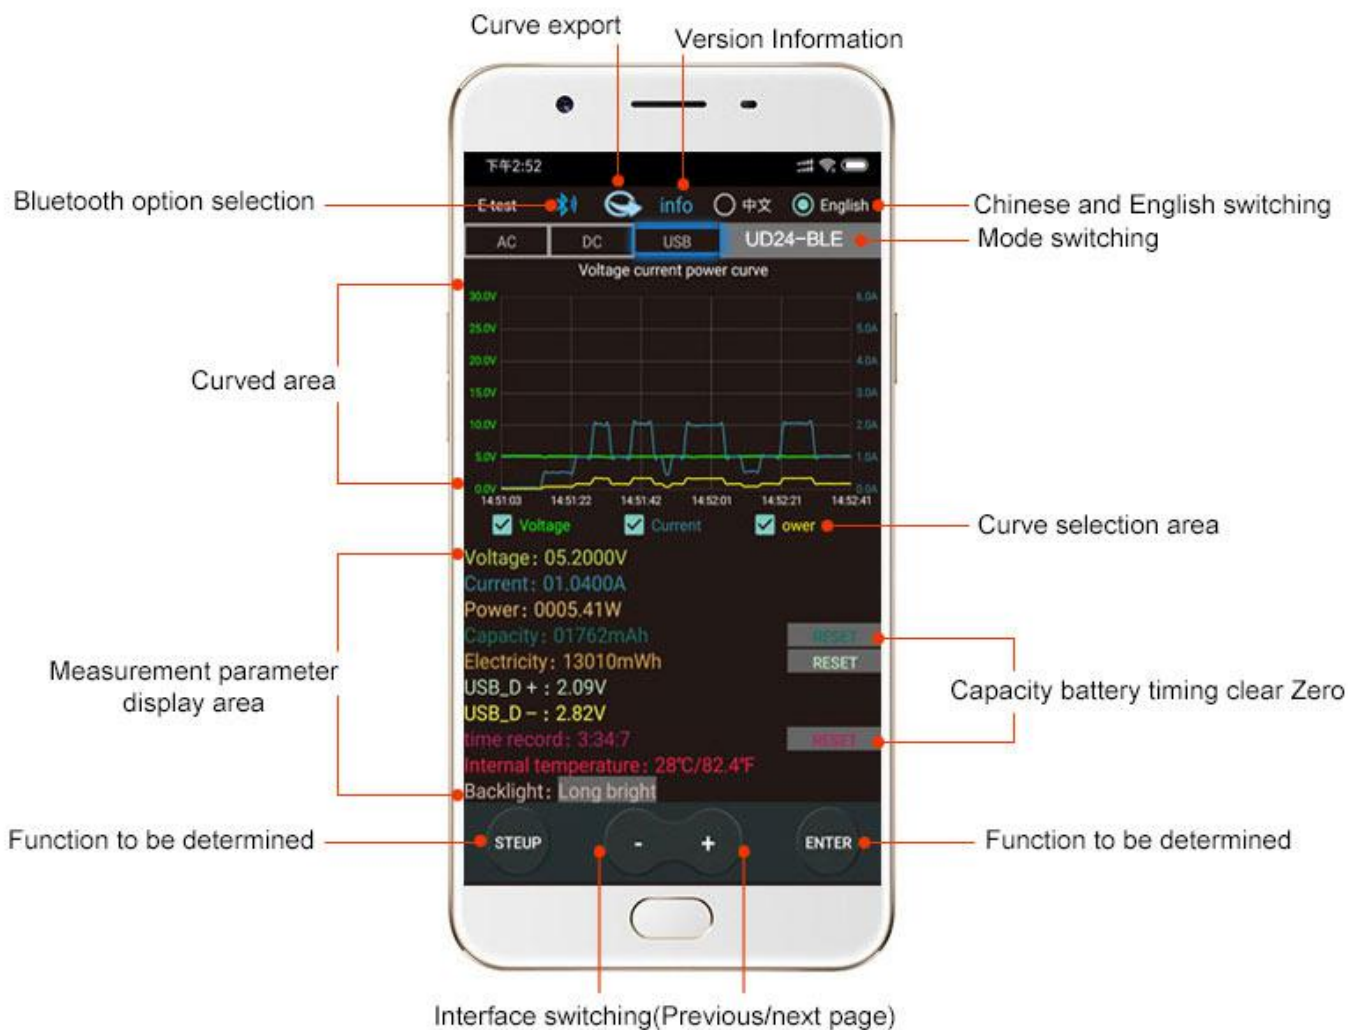 Curve export
Version Information
下午2:52
Bluetooth option selection
E-test
info
中文
English
Chinese and English switching
AC
DC
USB
UD24-BLE
Mode switching
Voltage current power curve
30.0V
6.0A
25.0V
5.0A
20.0V
4.0A
Curved area
15.0V
3.0A
10.0V
2.0A
5.0V
1.0A
0.0V
0.0A
14:51:03
14:51:22
14:51:42
14:52:01
14:52:21
14:52:41
Voltage
Current
ower
Curve selection area
Voltage: 05.2000V
Current: 01.0400A
Power: 0005.41W
Capacity: 01762mAh
RESET
Electricity: 13010mWh
RESET
Measurement parameter
display area
USB_D+: 2.09V
Capacity battery timing clear Zero
USB_D-: 2.82V
time record: 3:34:7
RESET
Internal temperature: 28℃/82.4℉
Backlight: Long bright
Function to be determined
STEUP
-
+
ENTER
Function to be determined
Interface switching(Previous/next page)